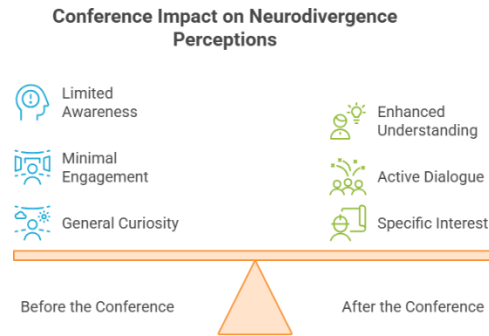 Conference Impact on Neurodivergence
Perceptions
Limited
Awareness
Minimal
Engagement
General Curiosity
Enhanced
Understanding
Active Dialogue
Specific Interest
Before the Conference
After the Conference